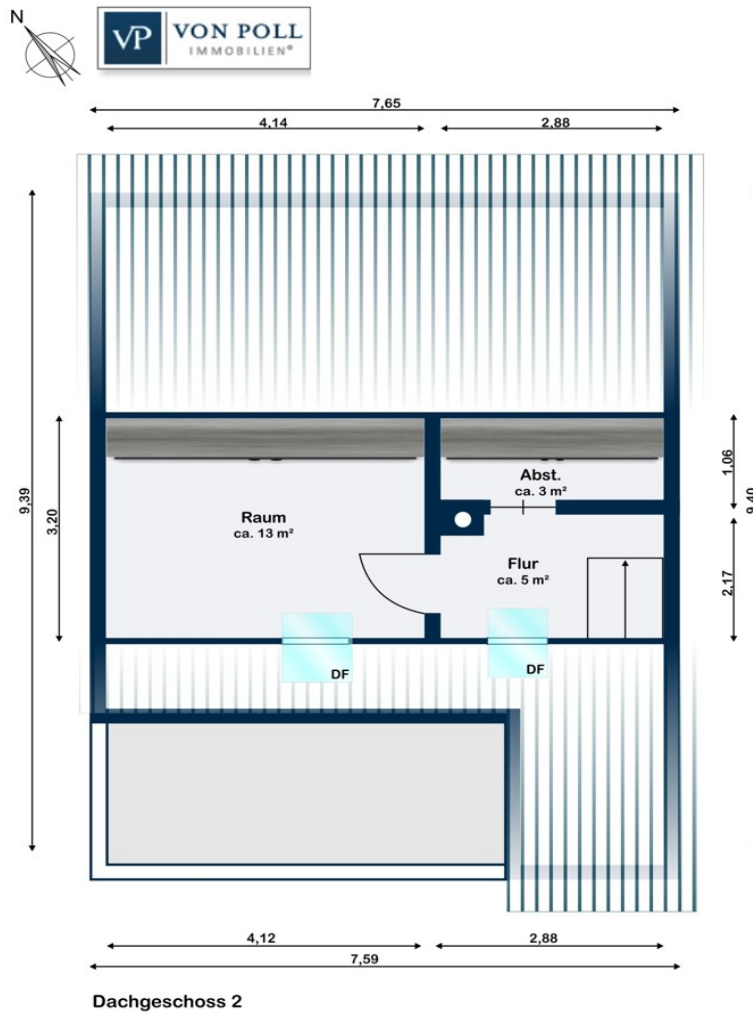 N
VP VON POLL
IMMOBILIEN®
7,65
4,14
2,88
9,39
3,20
1,06
9,40
2,17
Abst.
ca. 3 m²
Raum
ca. 13 m²
Flur
ca. 5 m²
DF
DF
4,12
2,88
7,59
Dachgeschoss 2